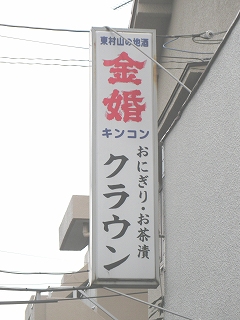 東村山の地酒
金婚
キンコン
おにぎり・お茶漬
クラウン